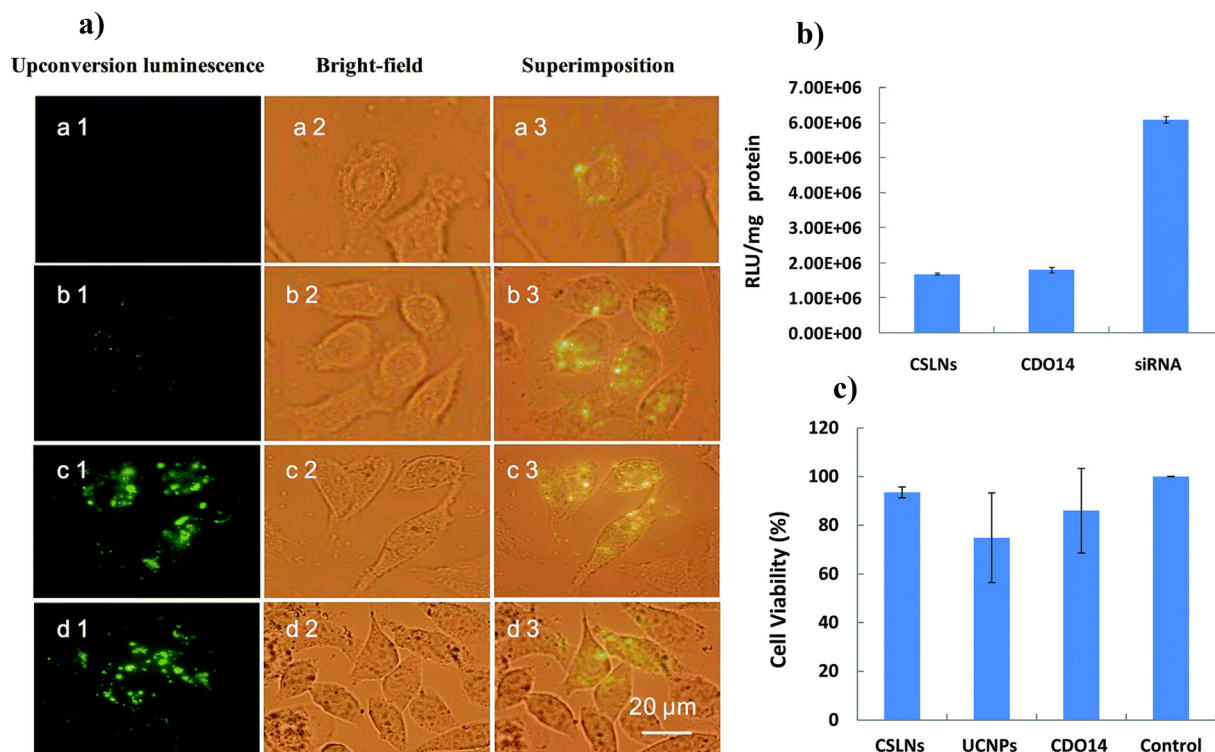 a)
Upconversion luminescence Bright-field Superimposition
a 1 a 2 a 3
b 1 b 2 b 3
c 1 c 2 c 3
d 1 d 2 d 3
20 μm
b)
RLU/mg protein
7.00E+06
6.00E+06
5.00E+06
4.00E+06
3.00E+06
2.00E+06
1.00E+06
0.00E+00
CSLNs CDO14 siRNA
c)
Cell Viability (%)
120
100
80
60
40
20
0
CSLNs UCNPs CDO14 Control